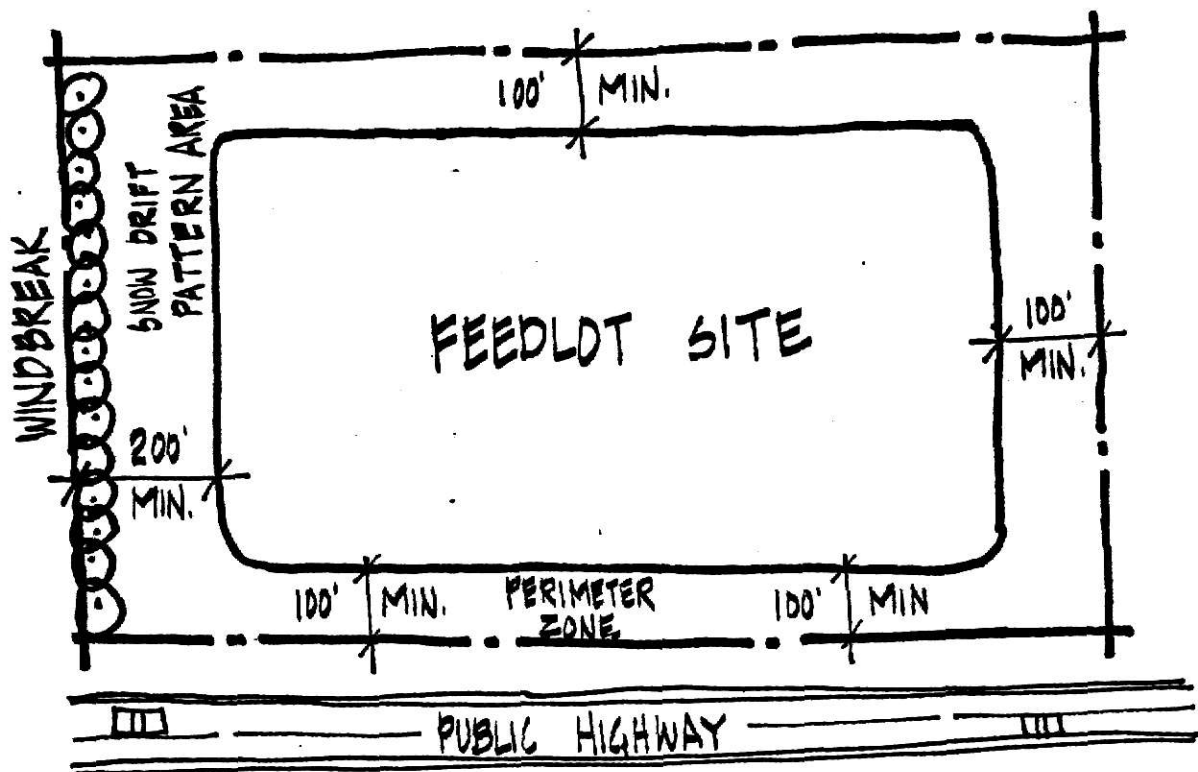 100' MIN.
WINDBREAK
SNOW DRIFT
PATTERN AREA
FEEDLOT SITE
100'
MIN.
200'
MIN.
100' MIN.
PERIMETER
ZONE
100' MIN
PUBLIC HIGHWAY